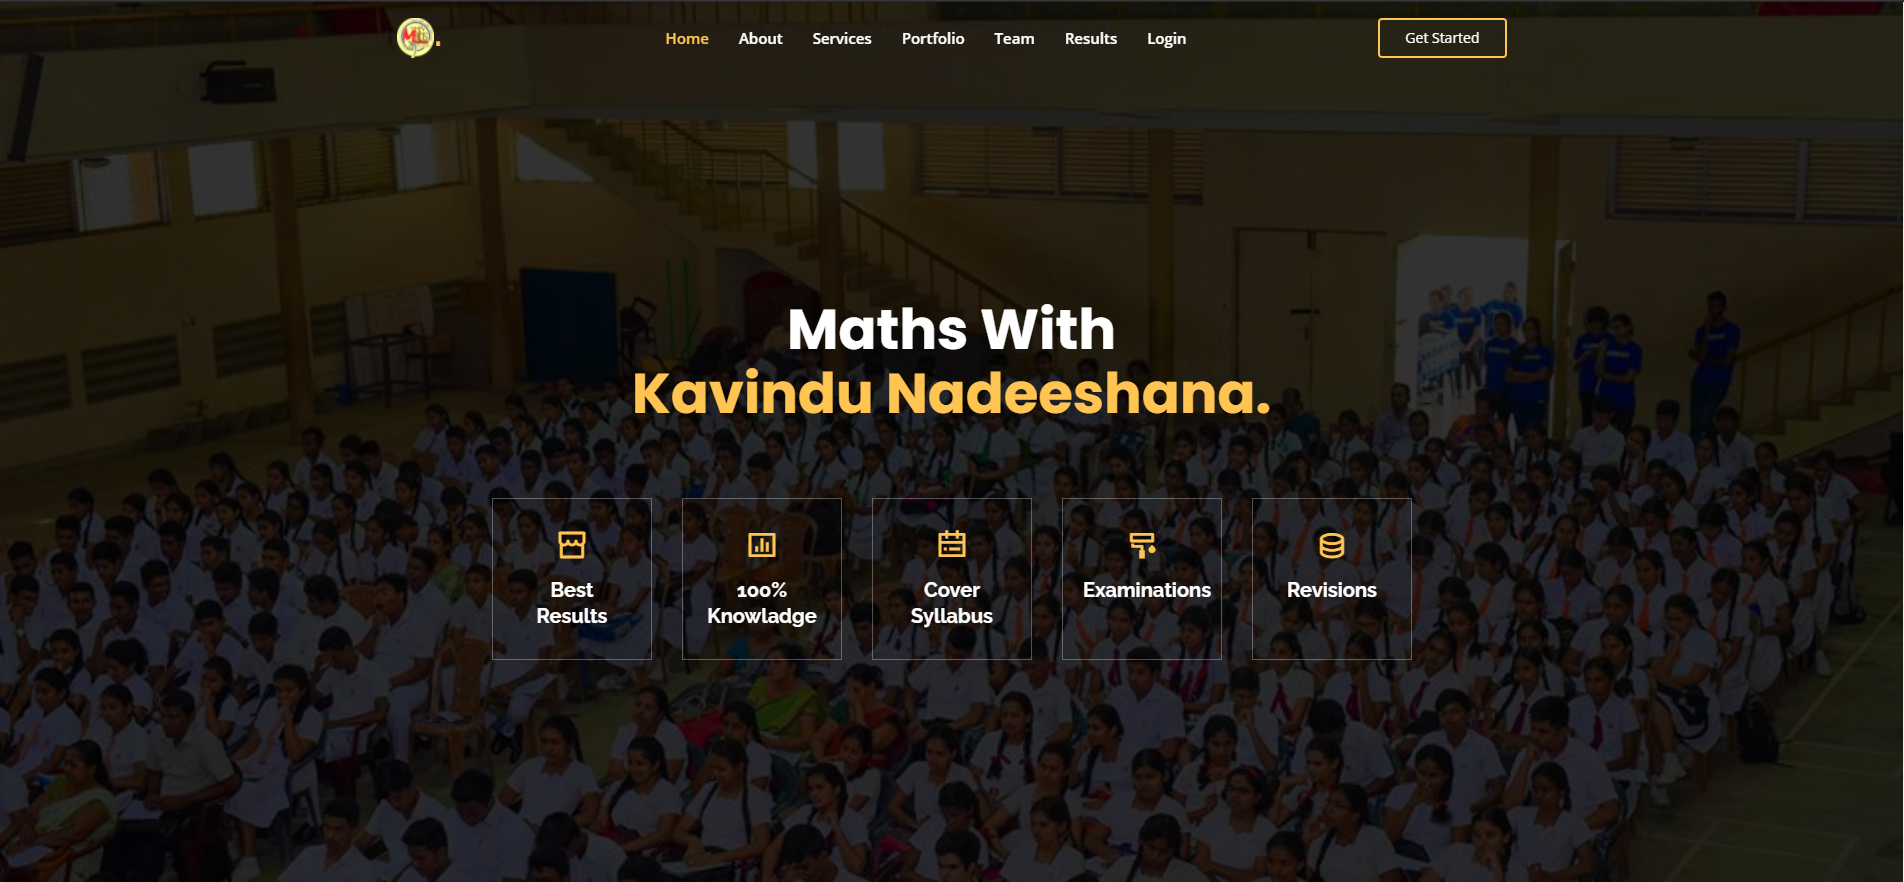 Home
About
Services
Portfolio
Team
Results
Login
Get Started
Maths With
Kavindu Nadeeshana.
Best
Results
100%
Knowladge
Cover
Syllabus
Examinations
Revisions